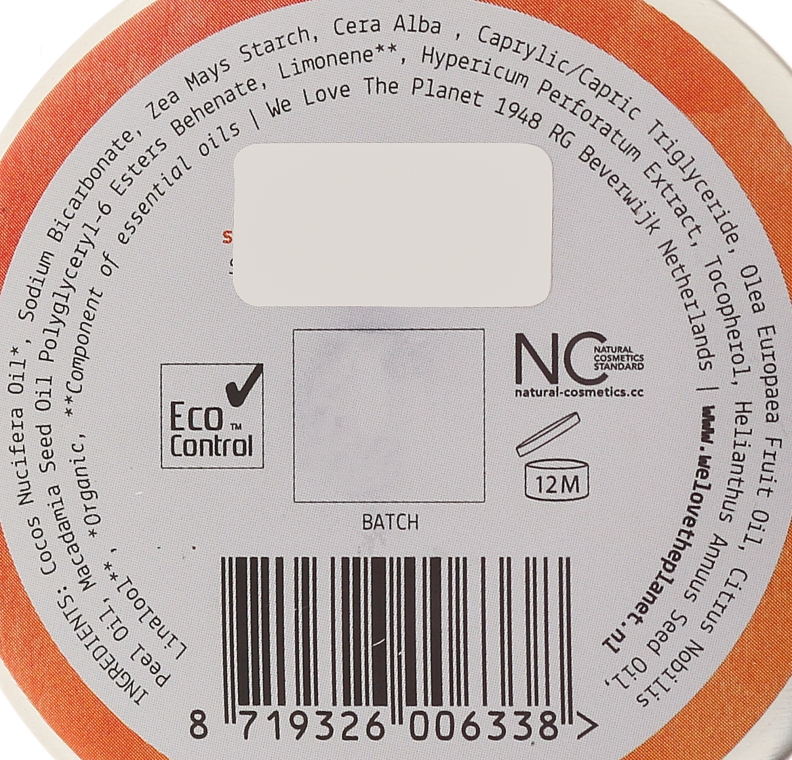 INGREDIENTS: Cocos Nucifera Oil*, Sodium Bicarbonate, Zea Mays Starch, Cera Alba , Caprylic/Capric Triglyceride, Olea Europaea Fruit Oil, Citrus Nobilis
Peel Oil, Macadamia Seed Oil Polyglyceryl-6 Esters Behenate, Limonene**, Hypericum Perforatum Extract, Tocopherol, Helianthus Annuus Seed Oil,
Linalool**, *Organic, **Component of essential oils | We Love The Planet 1948 RG Beverwijk Netherlands | www.welovetheplanet.nl
Eco
Control
TM
NC
NATURAL
COSMETICS
STANDARD
natural-cosmetics.cc
12M
BATCH
8 719326 006338 >